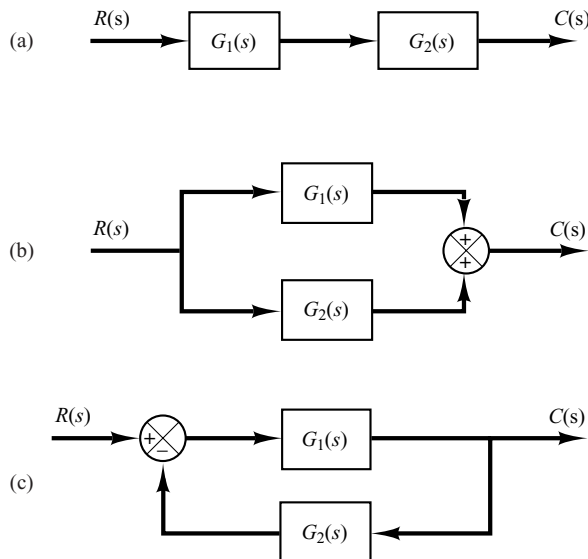 (a) R(s) G₁(s) G₂(s) C(s)
G₁(s)
(b) R(s) + + C(s)
G₂(s)
R(s) + − G₁(s) C(s)
(c) G₂(s)